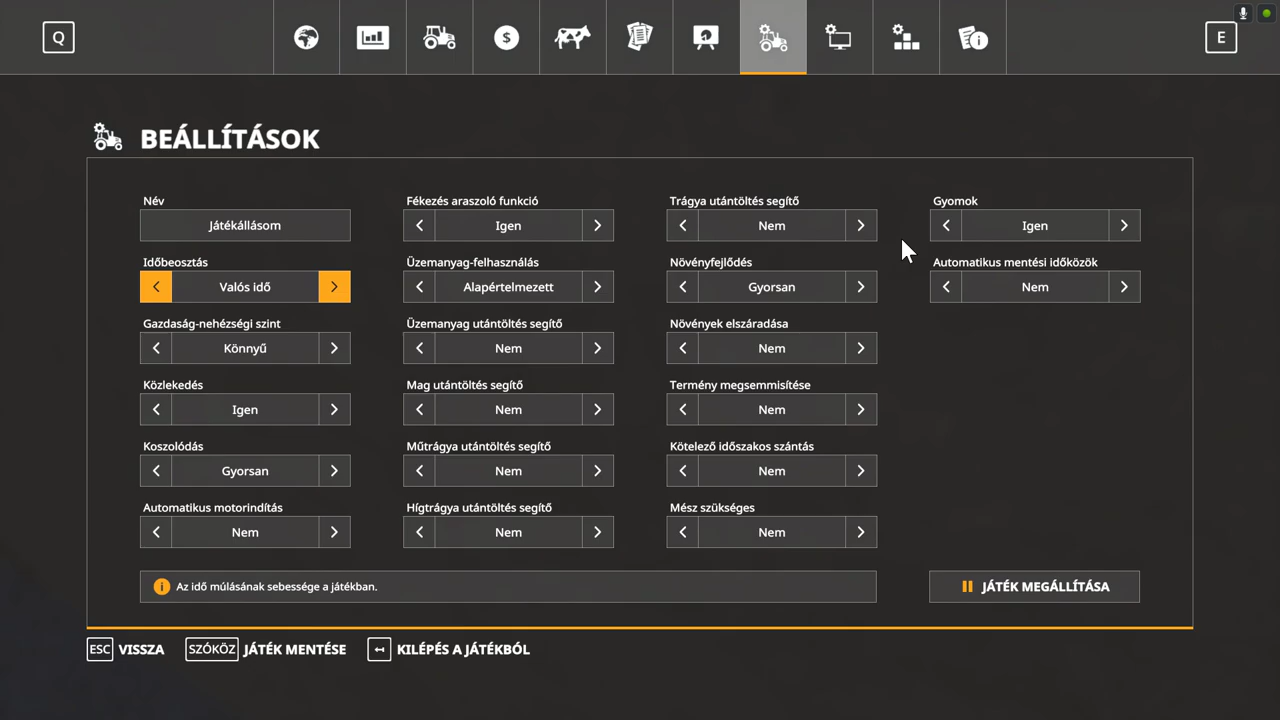 Q
E
BEÁLLÍTÁSOK
Név
Játékállásom
Időbeosztás
Valós idő
Gazdaság-nehézségi szint
Könnyű
Közlekedés
Igen
Koszolódás
Gyorsan
Automatikus motorindítás
Nem
Fékezés araszoló funkció
Igen
Üzemanyag-felhasználás
Alapértelmezett
Üzemanyag utántöltés segítő
Nem
Mag utántöltés segítő
Nem
Műtrágya utántöltés segítő
Nem
Hígtrágya utántöltés segítő
Nem
Trágya utántöltés segítő
Nem
Növényfejlődés
Gyorsan
Növények elszáradása
Nem
Termény megsemmisítése
Nem
Kötelező időszakos szántás
Nem
Mész szükséges
Nem
Gyomok
Igen
Automatikus mentési időközök
Nem
Az idő múlásának sebessége a játékban.
JÁTÉK MEGÁLLÍTÁSA
ESC VISSZA SZÓKÖZ JÁTÉK MENTÉSE KILÉPÉS A JÁTÉKBÓL